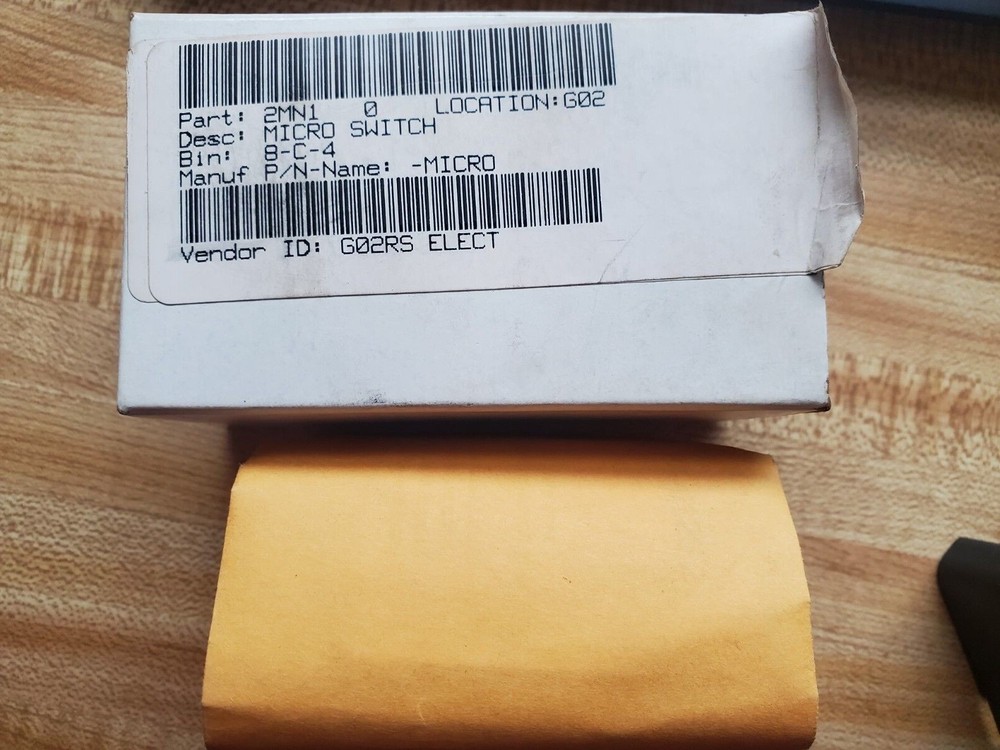 Part: 2MN1 0 LOCATION:G02
Desc: MICRO SWITCH
Bin: 8-C-4
Manuf P/N-Name: -MICRO
Vendor ID: G02RS ELECT